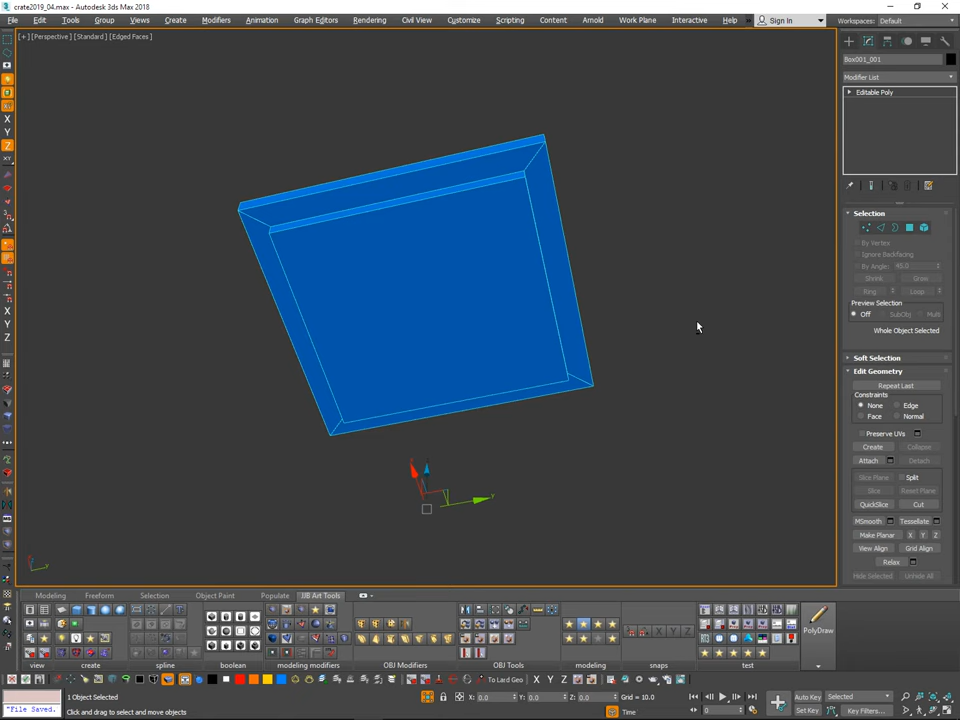 crate2019_04.max - Autodesk 3ds Max 2018
File Edit Tools Group Views Create Modifiers Animation Graph Editors Rendering Civil View Customize Scripting Content Arnold Work Plane Interactive Help Sign In Workspaces: Default
[+] [Perspective] [Standard] [Edged Faces]
Box001_001
Modifier List
Editable Poly
X
Y
Z
XY
Selection
By Vertex
Ignore Backfacing
By Angle: 45.0
Shrink Grow
Ring Loop
Preview Selection
Off SubObj Multi
Whole Object Selected
Soft Selection
Edit Geometry
Repeat Last
Constraints
None Edge
Face Normal
Preserve UVs
Create Collapse
Attach Detach
Slice Plane Split
Slice Reset Plane
QuickSlice Cut
MSmooth Tessellate
Make Planar X Y Z
View Align Grid Align
Relax
Hide Selected Unhide All
X
Y
Z
Modeling Freeform Selection Object Paint Populate IJB Art Tools
PolyDraw
view create spline boolean modeling modifiers OBJ Modifiers OBJ Tools modeling snaps test
To Lard Geo X Y Z
"File Saved.
1 Object Selected
Click and drag to select and move objects
X: 0.0 Y: 0.0 Z: 0.0 Grid = 10.0
Time
0
Auto Key Selected
Set Key Key Filters...